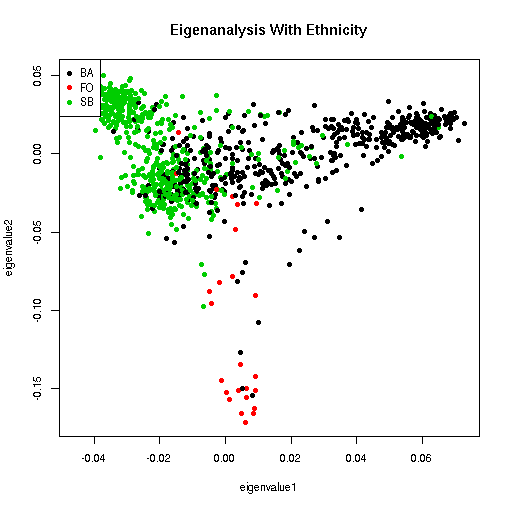 Eigenanalysis With Ethnicity
BA
FO
SB
0.05
0.00
-0.05
-0.10
-0.15
eigenvalue2
-0.04 -0.02 0.00 0.02 0.04 0.06
eigenvalue1